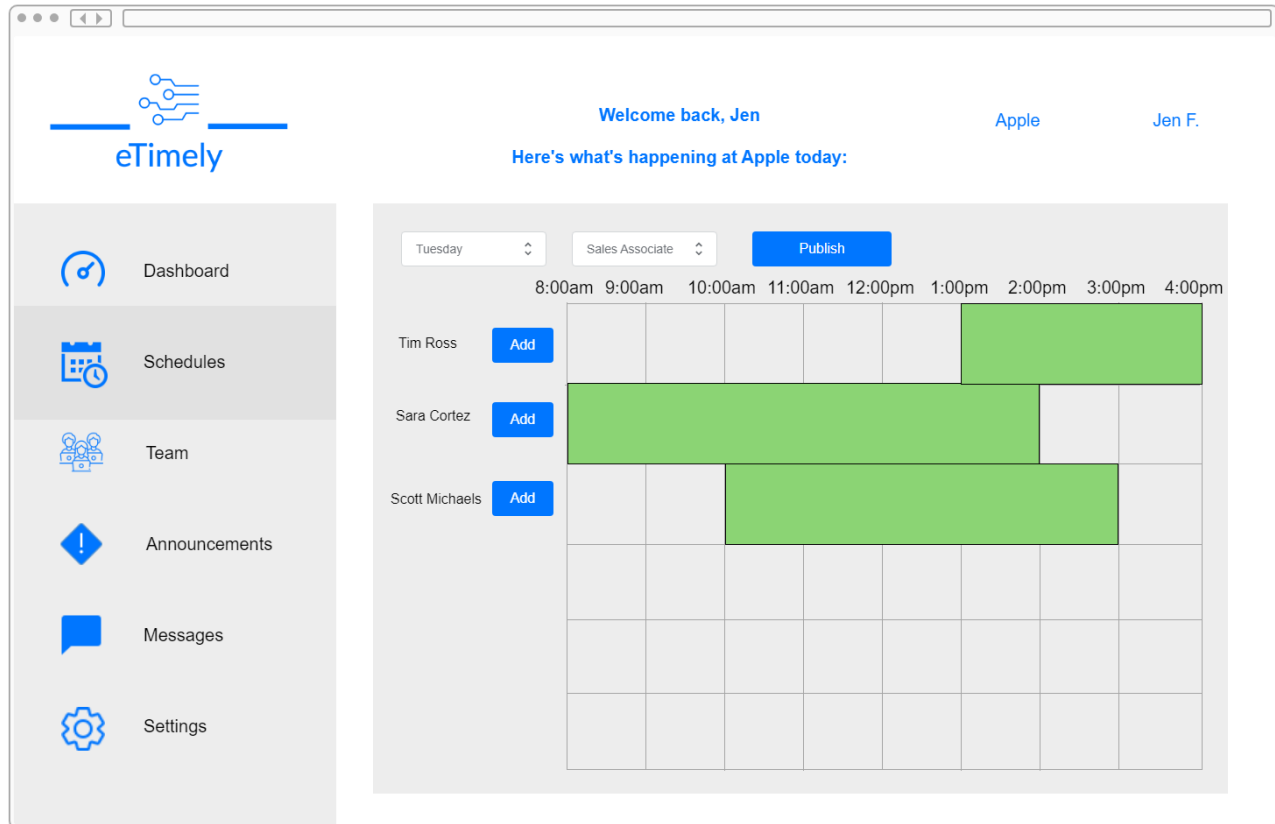 Welcome back, Jen
Apple
Jen F.
eTimely
Here's what's happening at Apple today:
Dashboard
Schedules
Team
Announcements
Messages
Settings
Tuesday
Sales Associate
Publish
8:00am 9:00am 10:00am 11:00am 12:00pm 1:00pm 2:00pm 3:00pm 4:00pm
Tim Ross Add
Sara Cortez Add
Scott Michaels Add